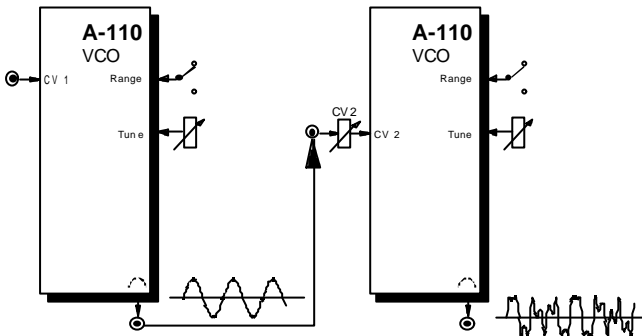 A-110
VCO
CV 1
Range
Tune
A-110
VCO
Range
CV 2
CV 2
Tune